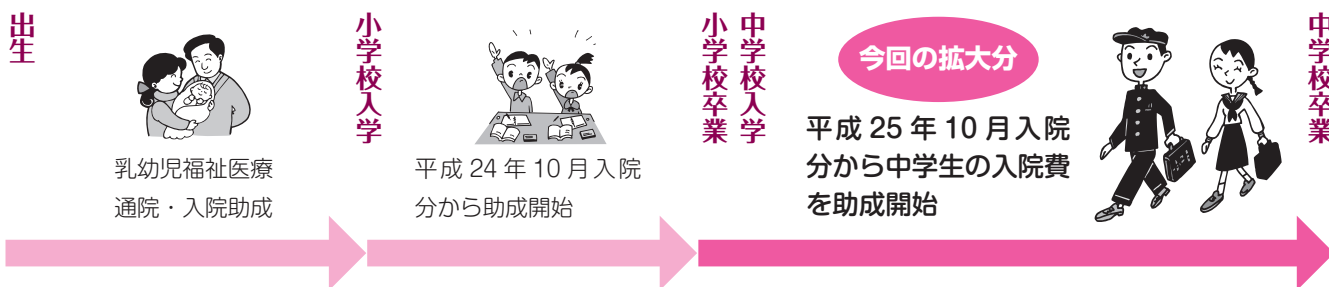 出生
乳幼児福祉医療
通院・入院助成
小学校入学
平成 24 年 10 月入院
分から助成開始
中学校入学
小学校卒業
今回の拡大分
平成 25 年 10 月入院
分から中学生の入院費
を助成開始
中学校卒業